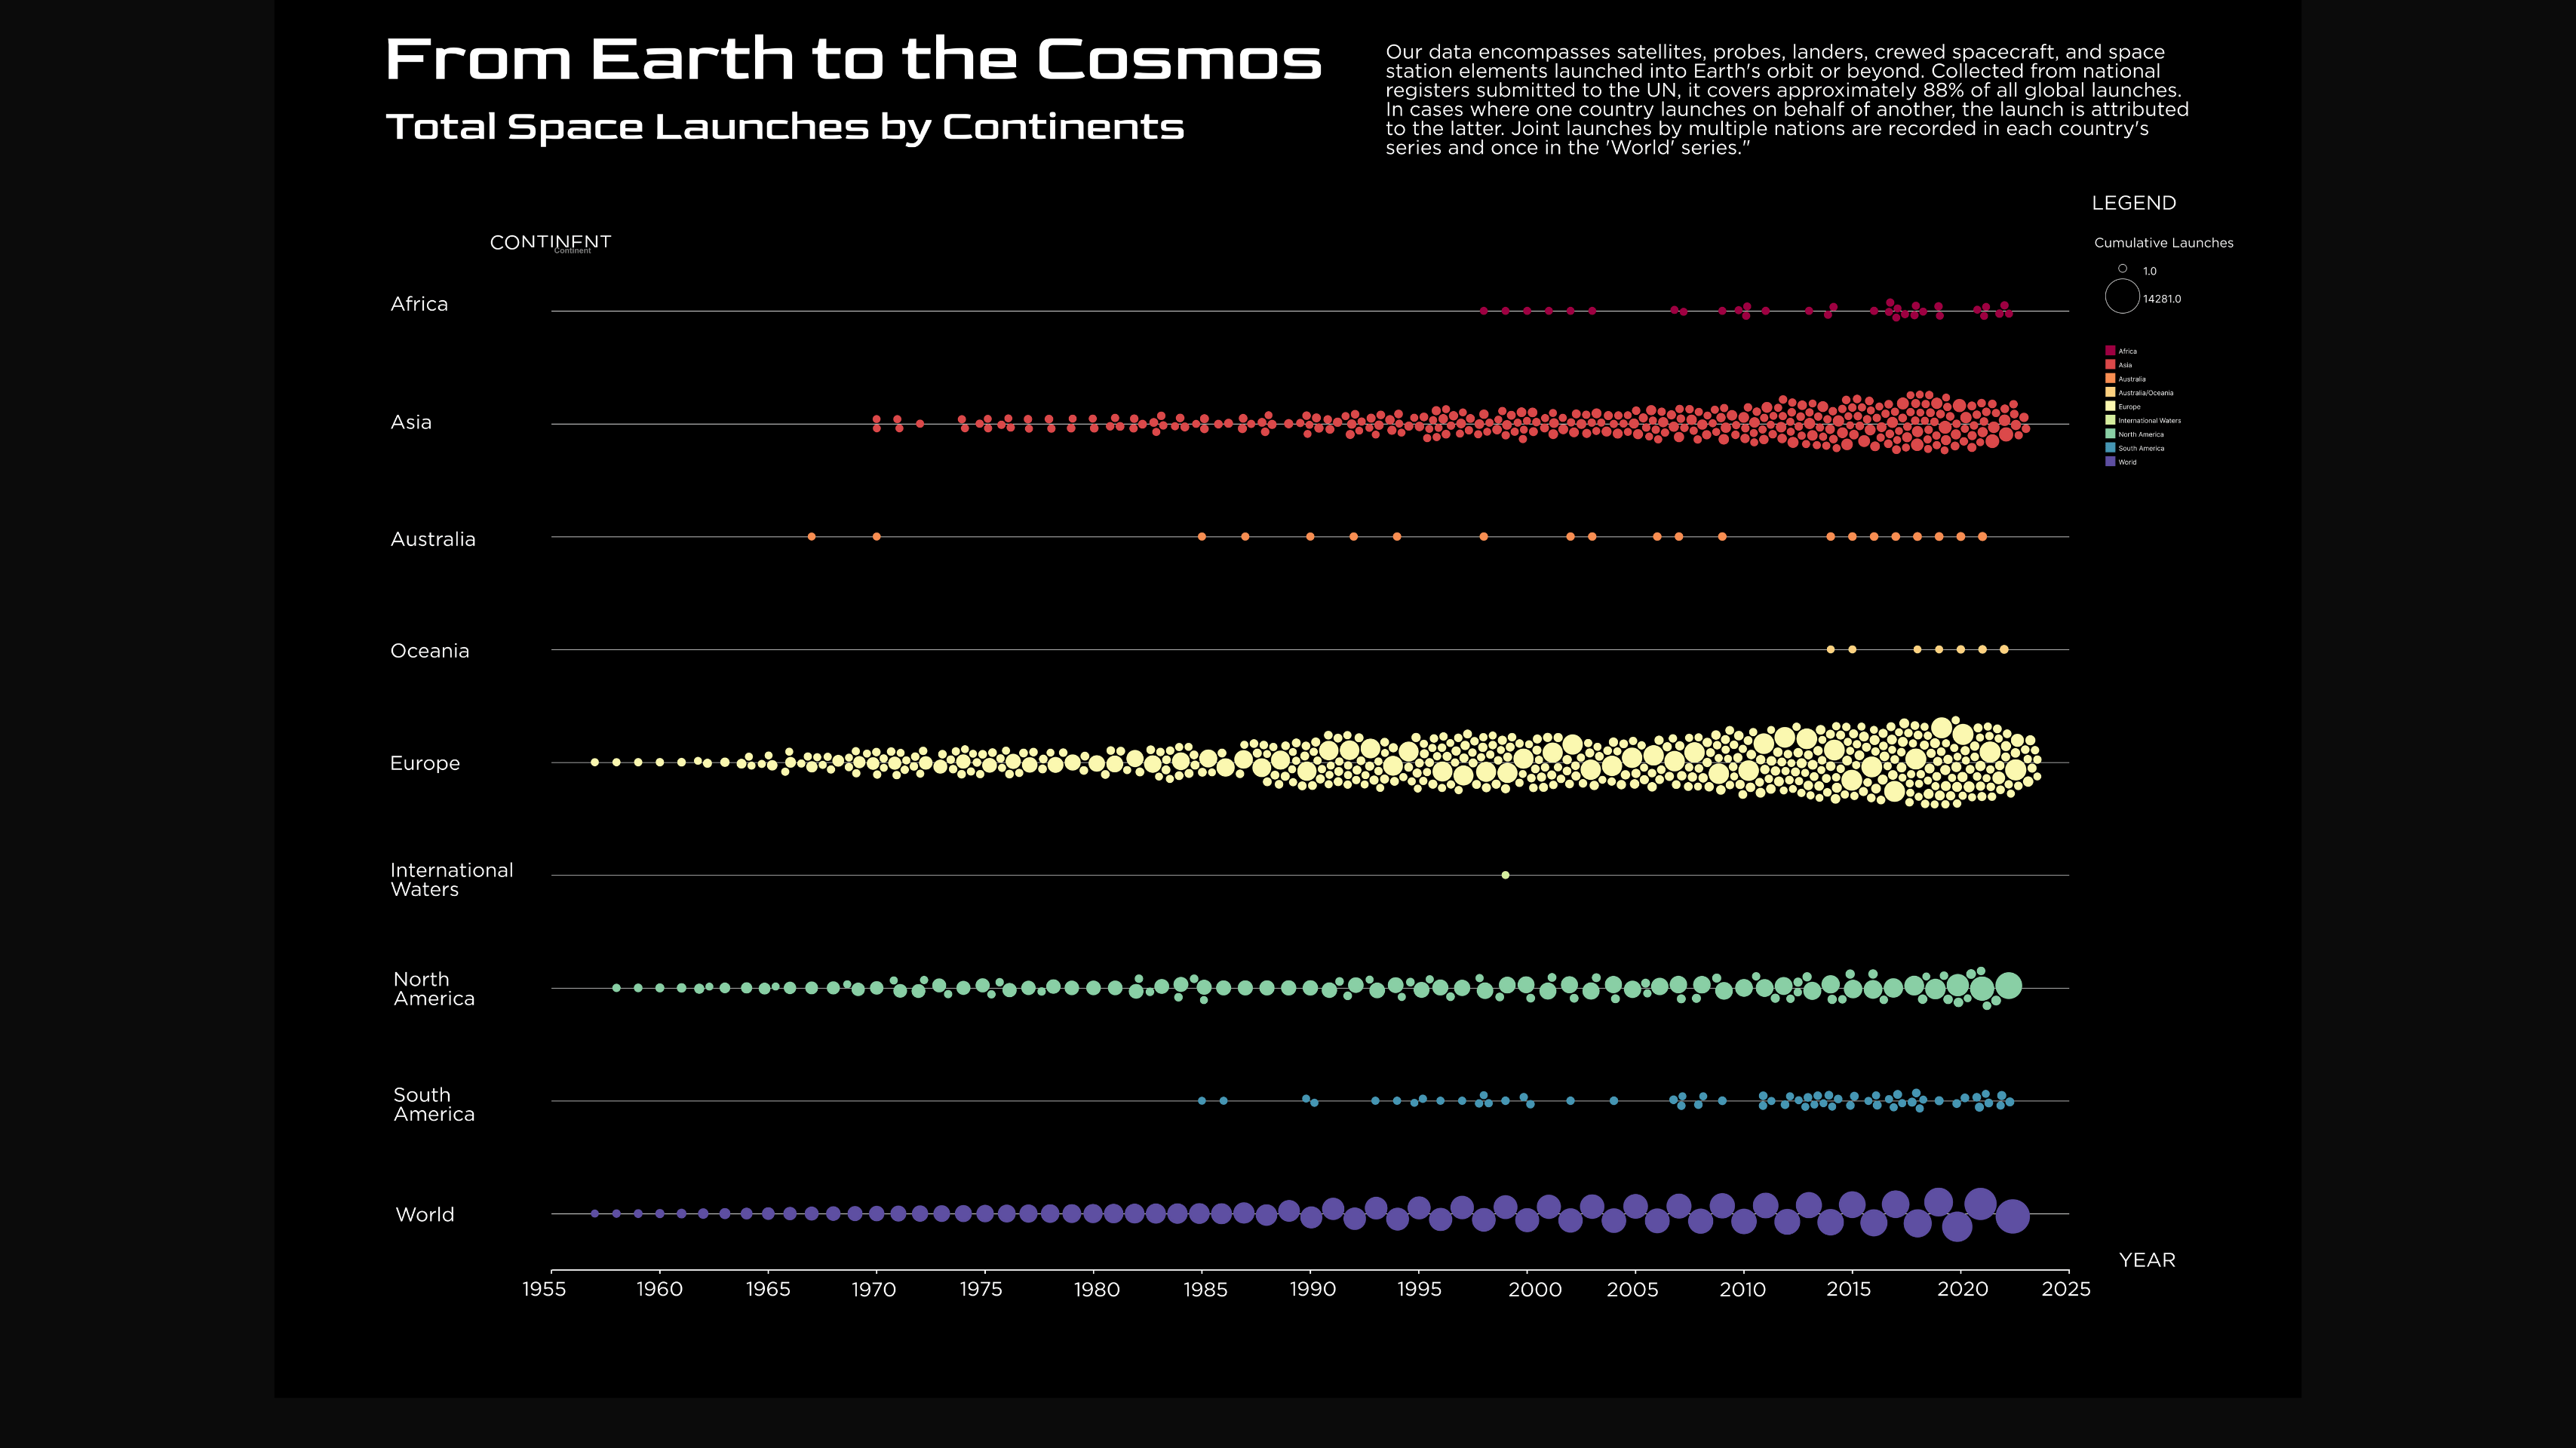 From Earth to the Cosmos
Total Space Launches by Continents
Our data encompasses satellites, probes, landers, crewed spacecraft, and space
station elements launched into Earth's orbit or beyond. Collected from national
registers submitted to the UN, it covers approximately 88% of all global launches.
In cases where one country launches on behalf of another, the launch is attributed
to the latter. Joint launches by multiple nations are recorded in each country's
series and once in the 'World' series."
LEGEND
Cumulative Launches
1.0
14281.0
Africa
Asia
Australia
Australia/Oceania
Europe
International Waters
North America
South America
World
CONTINENT
Continent
Africa
Asia
Australia
Oceania
Europe
International
Waters
North
America
South
America
World
YEAR
1955 1960 1965 1970 1975 1980 1985 1990 1995 2000 2005 2010 2015 2020 2025